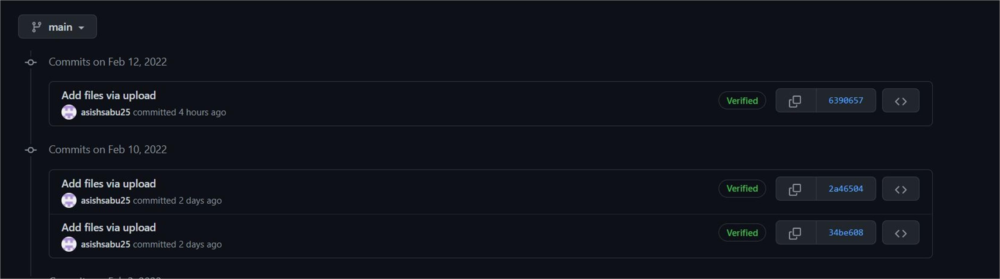 main
Commits on Feb 12, 2022
Add files via upload
asishsabu25 committed 4 hours ago
Verified
6390657
Commits on Feb 10, 2022
Add files via upload
asishsabu25 committed 2 days ago
Verified
2a46504
Add files via upload
asishsabu25 committed 2 days ago
Verified
34be608